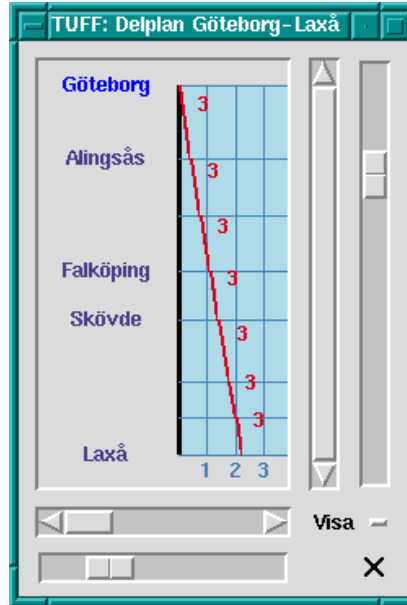 TUFF: Delplan Göteborg-Laxå
Göteborg
3
Alingsås
3
3
Falköping
3
Skövde
3
3
3
Laxå
1 2 3
Visa